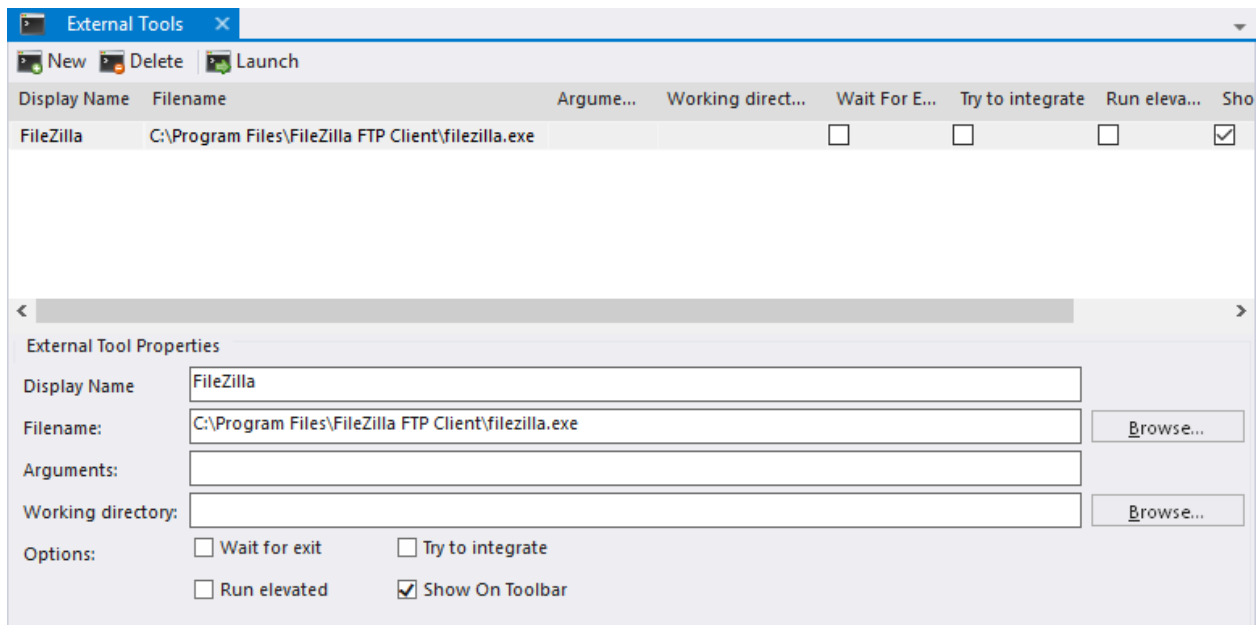 External Tools
New Delete Launch
Display Name Filename Argume... Working direct... Wait For E... Try to integrate Run eleva... Sho
FileZilla C:\Program Files\FileZilla FTP Client\filezilla.exe
External Tool Properties
Display Name FileZilla
Filename: C:\Program Files\FileZilla FTP Client\filezilla.exe Browse...
Arguments:
Working directory: Browse...
Options: Wait for exit Try to integrate
Run elevated Show On Toolbar